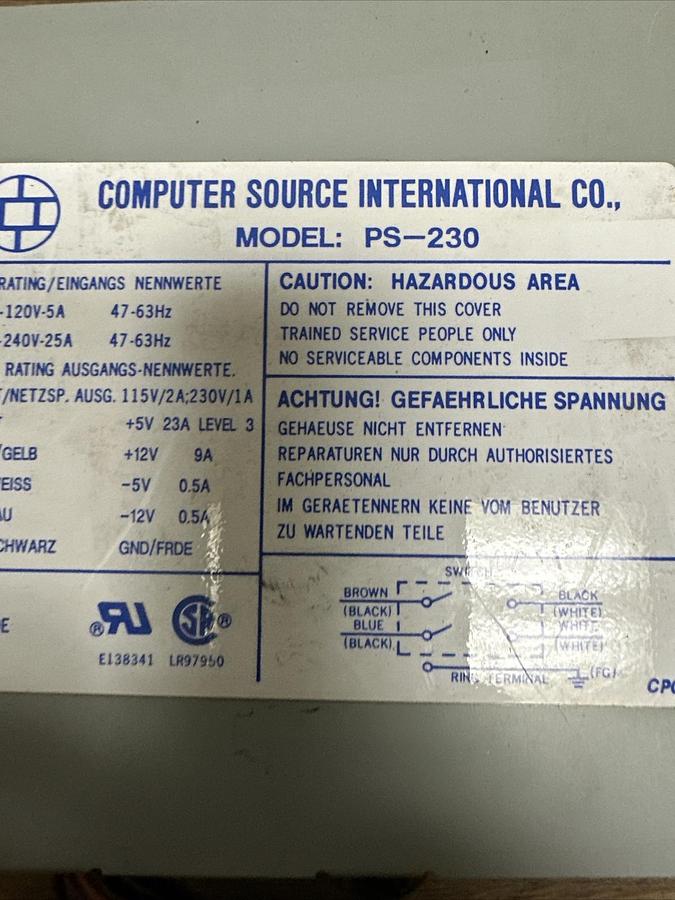 COMPUTER SOURCE INTERNATIONAL CO.,
MODEL: PS-230
RATING/EINGANGS NENNWERTE
-120V-5A 47-63Hz
-240V-25A 47-63Hz
RATING AUSGANGS-NENNWERTE.
/NETZSP. AUSG. 115V/2A;230V/1A
+5V 23A LEVEL 3
/GELB +12V 9A
EISS -5V 0.5A
AU -12V 0.5A
CHWARZ GND/FRDE
E
E138341 LR97950
CAUTION: HAZARDOUS AREA
DO NOT REMOVE THIS COVER
TRAINED SERVICE PEOPLE ONLY
NO SERVICEABLE COMPONENTS INSIDE
ACHTUNG! GEFAEHRLICHE SPANNUNG
GEHAEUSE NICHT ENTFERNEN
REPARATUREN NUR DURCH AUTHORISIERTES
FACHPERSONAL
IM GERAETENNERN KEINE VOM BENUTZER
ZU WARTENDEN TEILE
SWITCH
BROWN BLACK
(BLACK) (WHITE)
BLUE WHITE
(BLACK) (WHITE)
RING TERMINAL (FG)
CPC